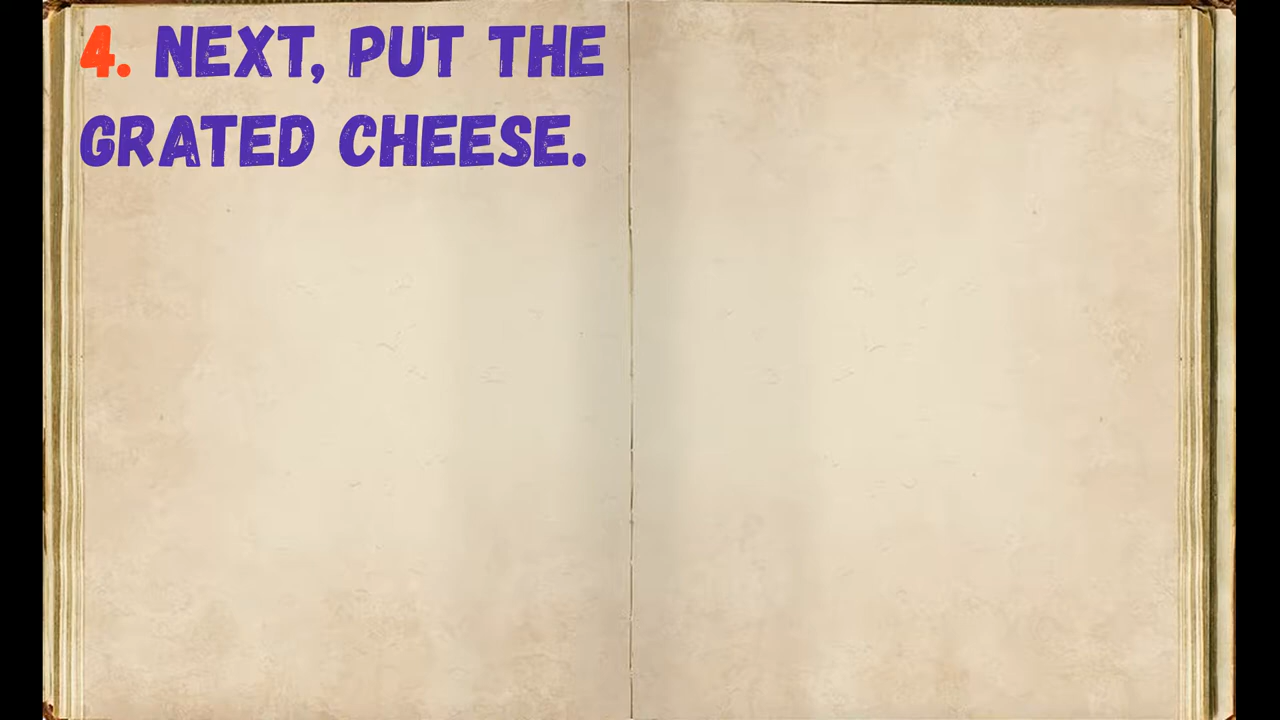 4. NEXT, PUT THE
GRATED CHEESE.